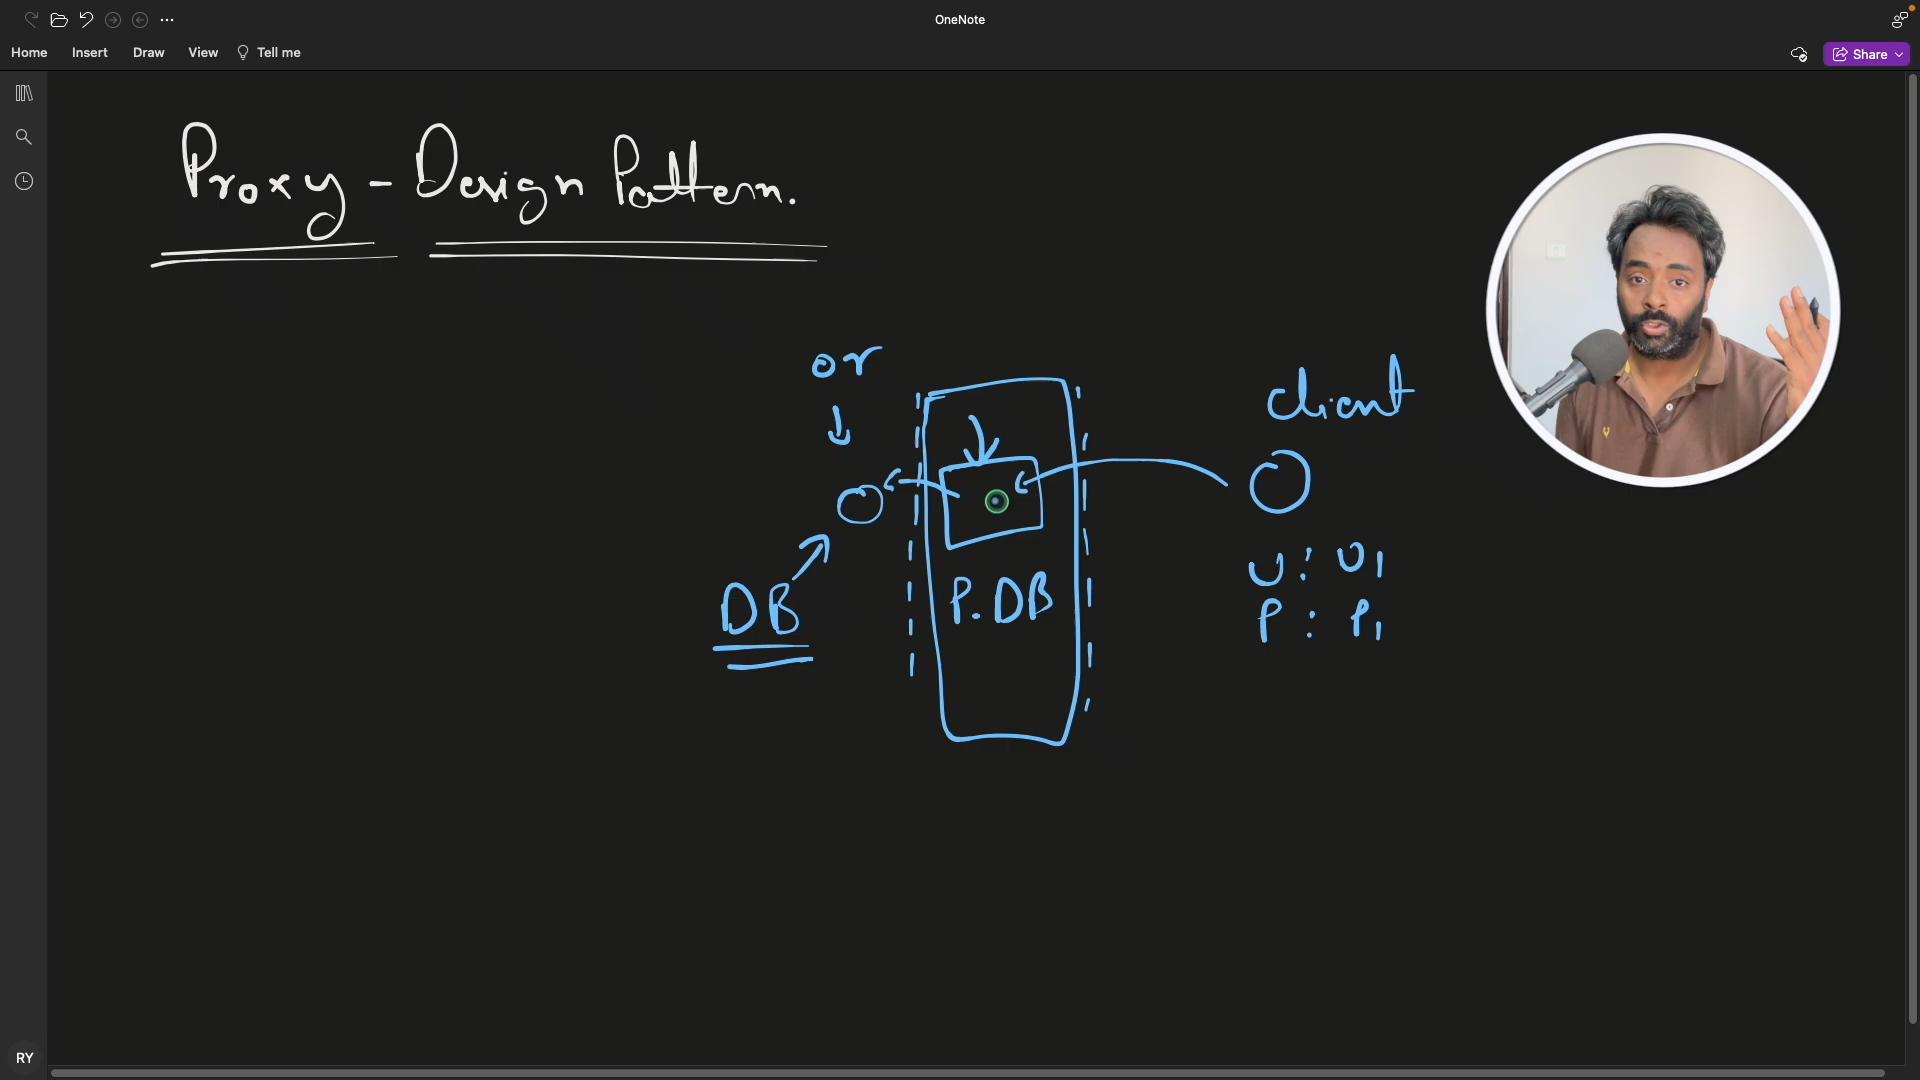 OneNote
Home Insert Draw View Tell me
Share
Proxy - Design Pattern.
or
client
U : U1
DB
P.DB
P : P1
RY